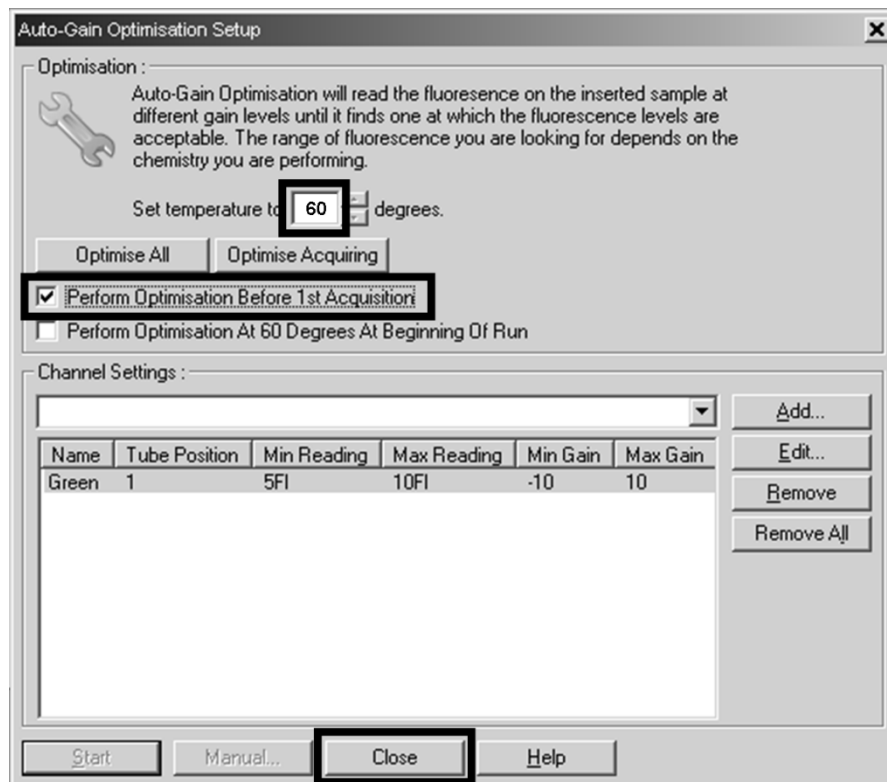 Auto-Gain Optimisation Setup
Optimisation :
Auto-Gain Optimisation will read the fluoresence on the inserted sample at
different gain levels until it finds one at which the fluorescence levels are
acceptable. The range of fluorescence you are looking for depends on the
chemistry you are performing.
Set temperature to 60 degrees.
Optimise All Optimise Acquiring
Perform Optimisation Before 1st Acquisition
Perform Optimisation At 60 Degrees At Beginning Of Run
Channel Settings :
Add...
Name Tube Position Min Reading Max Reading Min Gain Max Gain
Edit...
Green 1 5Fl 10Fl -10 10
Remove
Remove All
Start Manual... Close Help